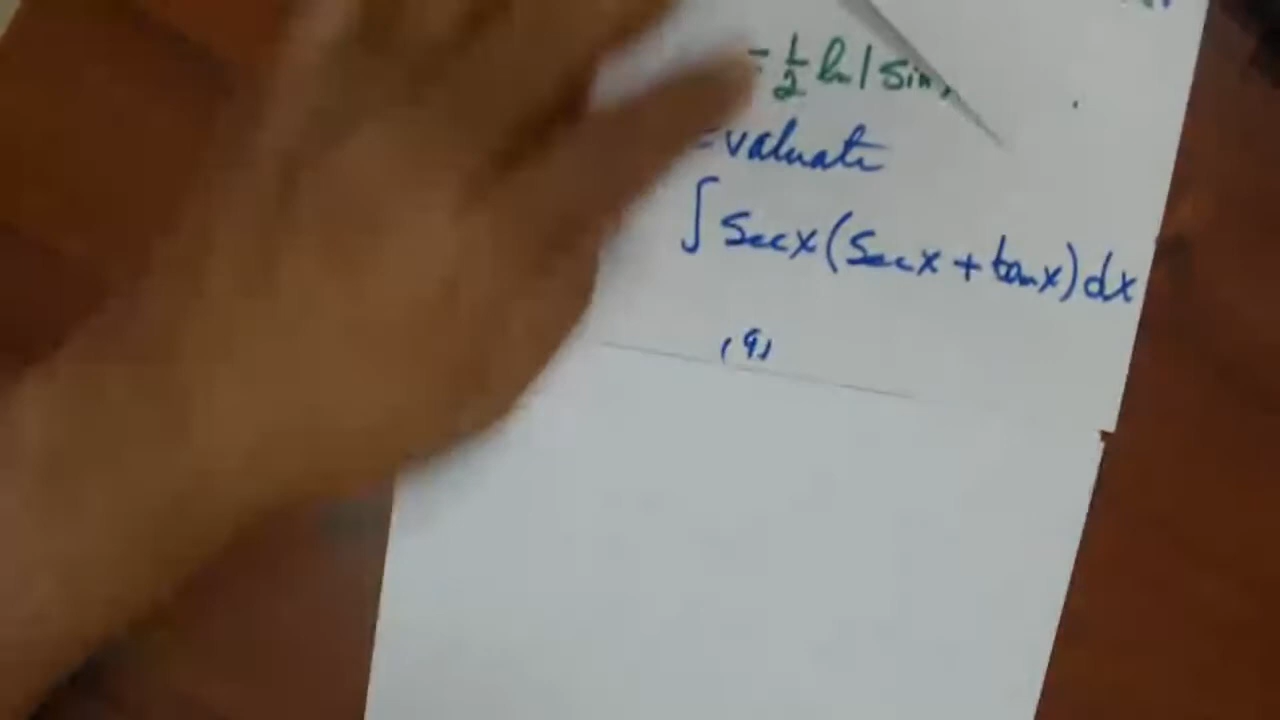 = 1/2 ln | sin
Evaluate
∫ Sec x (Sec x + tan x) dx
(9)